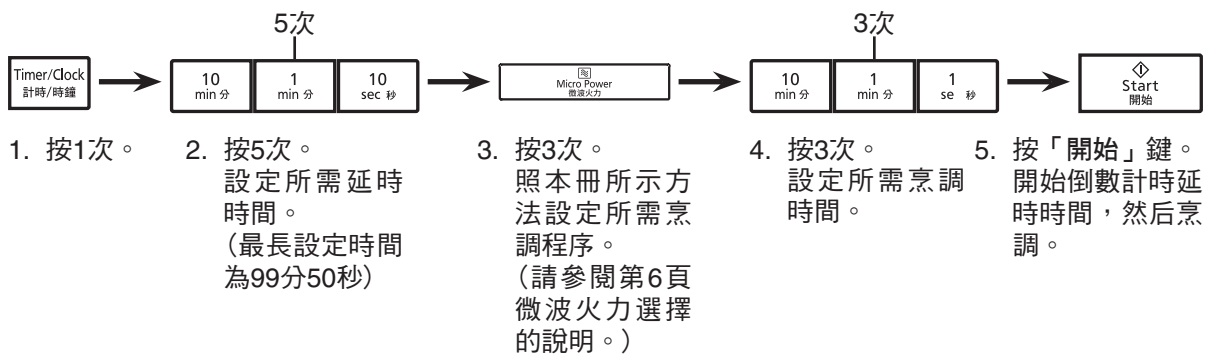 5次
3次
Timer/Clock
計時/時鐘
10
min 分
1
min 分
10
sec 秒
Micro Power
微波火力
10
min 分
1
min 分
1
se 秒
Start
開始
1. 按1次。
2. 按5次。
設定所需延時
時間。
（最長設定時間
為99分50秒）
3. 按3次。
照本冊所示方
法設定所需烹
調程序。
（請參閱第6頁
微波火力選擇
的說明。）
4. 按3次。
設定所需烹調
時間。
5. 按「開始」鍵。
開始倒數計時延
時時間，然后烹
調。